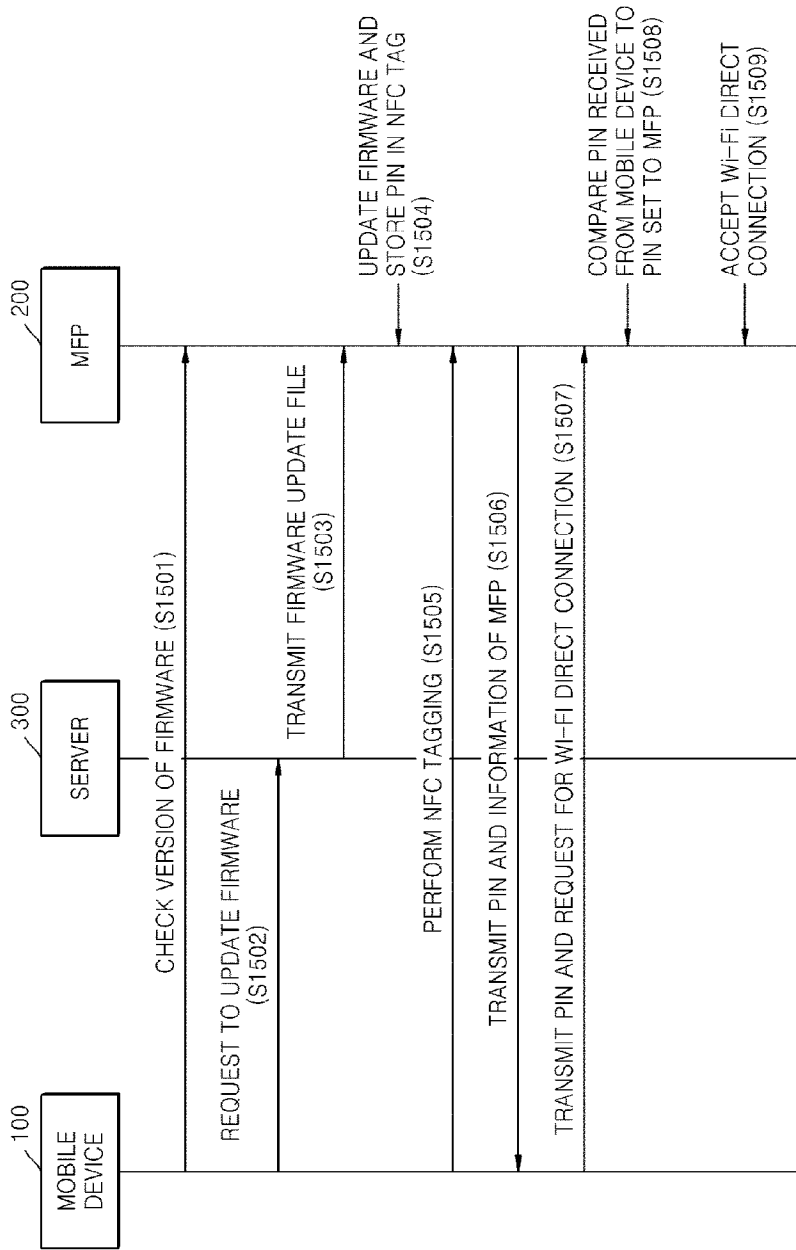 100
MOBILE
DEVICE
300
SERVER
200
MFP
CHECK VERSION OF FIRMWARE (S1501)
REQUEST TO UPDATE FIRMWARE
(S1502)
TRANSMIT FIRMWARE UPDATE FILE
(S1503)
UPDATE FIRMWARE AND
STORE PIN IN NFC TAG
(S1504)
PERFORM NFC TAGGING (S1505)
TRANSMIT PIN AND INFORMATION OF MFP (S1506)
TRANSMIT PIN AND REQUEST FOR WI-FI DIRECT CONNECTION (S1507)
COMPARE PIN RECEIVED
FROM MOBILE DEVICE TO
PIN SET TO MFP (S1508)
ACCEPT Wi-Fi DIRECT
CONNECTION (S1509)